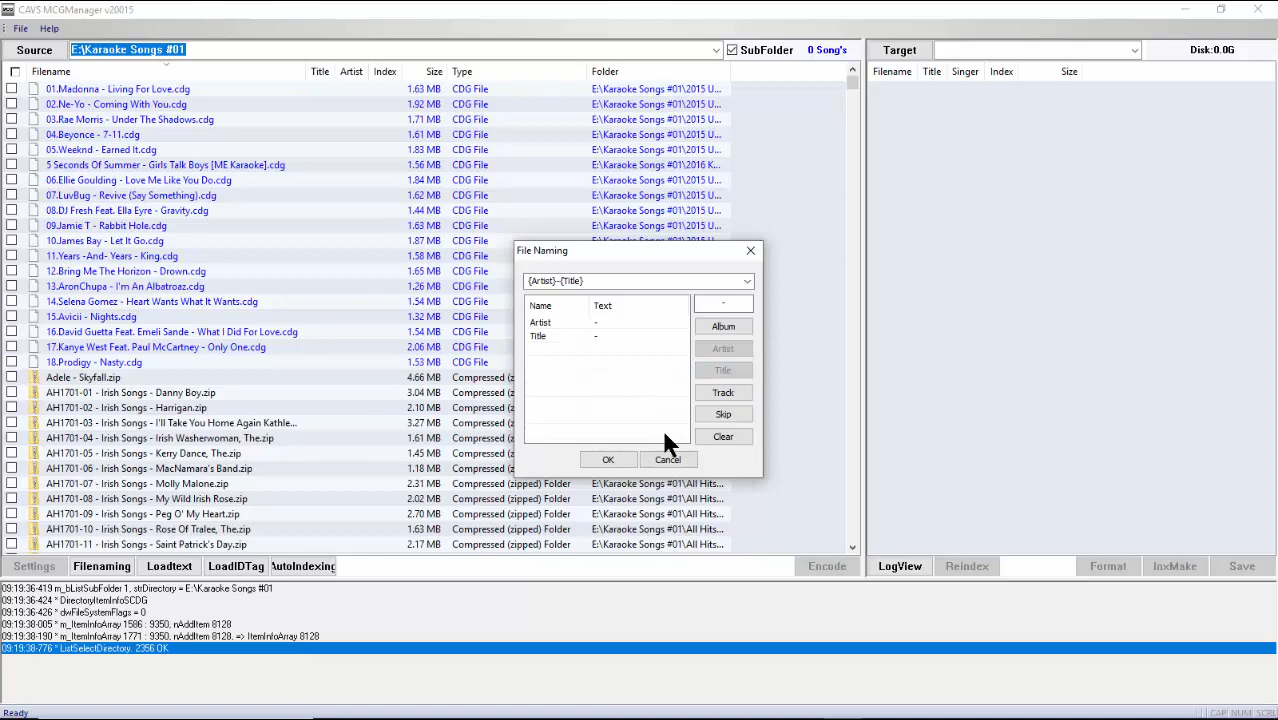 MCG CAVS MCGManager v20015
File Help
Source E:\Karaoke Songs #01 SubFolder 0 Song's Target Disk:0.0G
Filename Title Artist Index Size Type Folder Filename Title Singer Index Size
01.Madonna - Living For Love.cdg 1.63 MB CDG File E:\Karaoke Songs #01\2015 U...
02.Ne-Yo - Coming With You.cdg 1.92 MB CDG File E:\Karaoke Songs #01\2015 U...
03.Rae Morris - Under The Shadows.cdg 1.71 MB CDG File E:\Karaoke Songs #01\2015 U...
04.Beyonce - 7-11.cdg 1.64 MB CDG File E:\Karaoke Songs #01\2015 U...
05.Weeknd - Earned It.cdg 1.83 MB CDG File E:\Karaoke Songs #01\2015 U...
5 Seconds Of Summer - Girls Talk Boys [ME Karaoke].cdg 1.56 MB CDG File E:\Karaoke Songs #01\2016 K...
06.Ellie Goulding - Love Me Like You Do.cdg 1.84 MB CDG File E:\Karaoke Songs #01\2015 U...
07.LuvBug - Revive (Say Something).cdg 1.62 MB CDG File E:\Karaoke Songs #01\2015 U...
08.DJ Fresh Feat. Ella Eyre - Gravity.cdg 1.44 MB CDG File E:\Karaoke Songs #01\2015 U...
09.Jamie T - Rabbit Hole.cdg 1.67 MB CDG File E:\Karaoke Songs #01\2015 U...
10.James Bay - Let It Go.cdg 1.87 MB CDG File E:\Karaoke Songs #01\2015 U...
11.Years -And- Years - King.cdg 1.58 MB
12.Bring Me The Horizon - Drown.cdg 1.67 MB
13.AronChupa - I'm An Albatraoz.cdg 1.26 MB
14.Selena Gomez - Heart Wants What It Wants.cdg 1.64 MB
15.Avicii - Nights.cdg 1.32 MB
16.David Guetta Feat. Emeli Sande - What I Did For Love.cdg 1.64 MB
17.Kanye West Feat. Paul McCartney - Only One.cdg 2.06 MB
18.Prodigy - Nasty.cdg 1.53 MB
Adele - Skyfall.zip 4.66 MB Compressed (z
AH1701-01 - Irish Songs - Danny Boy.zip 3.04 MB Compressed (z
AH1702-02 - Irish Songs - Harrigan.zip 2.10 MB Compressed (z
AH1701-03 - Irish Songs - I'll Take You Home Again Kathle... 3.27 MB Compressed (z
AH1701-04 - Irish Songs - Irish Washerwoman, The.zip 1.18 MB Compressed (z
AH1701-05 - Irish Songs - Kerry Dance, The.zip 1.45 MB Compressed (z
AH1701-06 - Irish Songs - MacNamara's Band.zip 1.18 MB Compressed (z
AH1701-07 - Irish Songs - Molly Malone.zip 2.31 MB Compressed (zipped) Folder E:\Karaoke Songs #01\All Hits...
AH1701-08 - Irish Songs - My Wild Irish Rose.zip 2.31 MB Compressed (zipped) Folder E:\Karaoke Songs #01\All Hits...
AH1701-09 - Irish Songs - Peg O' My Heart.zip 2.70 MB Compressed (zipped) Folder E:\Karaoke Songs #01\All Hits...
AH1701-10 - Irish Songs - Rose Of Tralee, The.zip 1.63 MB Compressed (zipped) Folder E:\Karaoke Songs #01\All Hits...
AH1701-11 - Irish Songs - Saint Patrick's Day.zip 2.17 MB Compressed (zipped) Folder E:\Karaoke Songs #01\All Hits...
File Naming
{Artist}-{Title}
Name Text -
Artist - Album
Title - Artist
Title
Track
Skip
Clear
OK Cancel
Settings Filenaming Loadtext LoadIDTag AutoIndexing Encode LogView Reindex Format InxMake Save
09:19:36-419 m_bListSubFolder 1, strDirectory = E:\Karaoke Songs #01
09:19:36-424 * DirectoryItemInfoSCDG
09:19:36-426 * dwFileSystemFlags = 0
09:19:38-005 * m_ItemInfoArray 1586 : 9350, nAddItem 8128
09:19:38-190 * m_ItemInfoArray 1771 : 9350, nAddItem 8128, => ItemInfoArray 8128
09:19:38-776 * ListSelectDirectory. 2356 OK
Ready CAP NUM SCRL